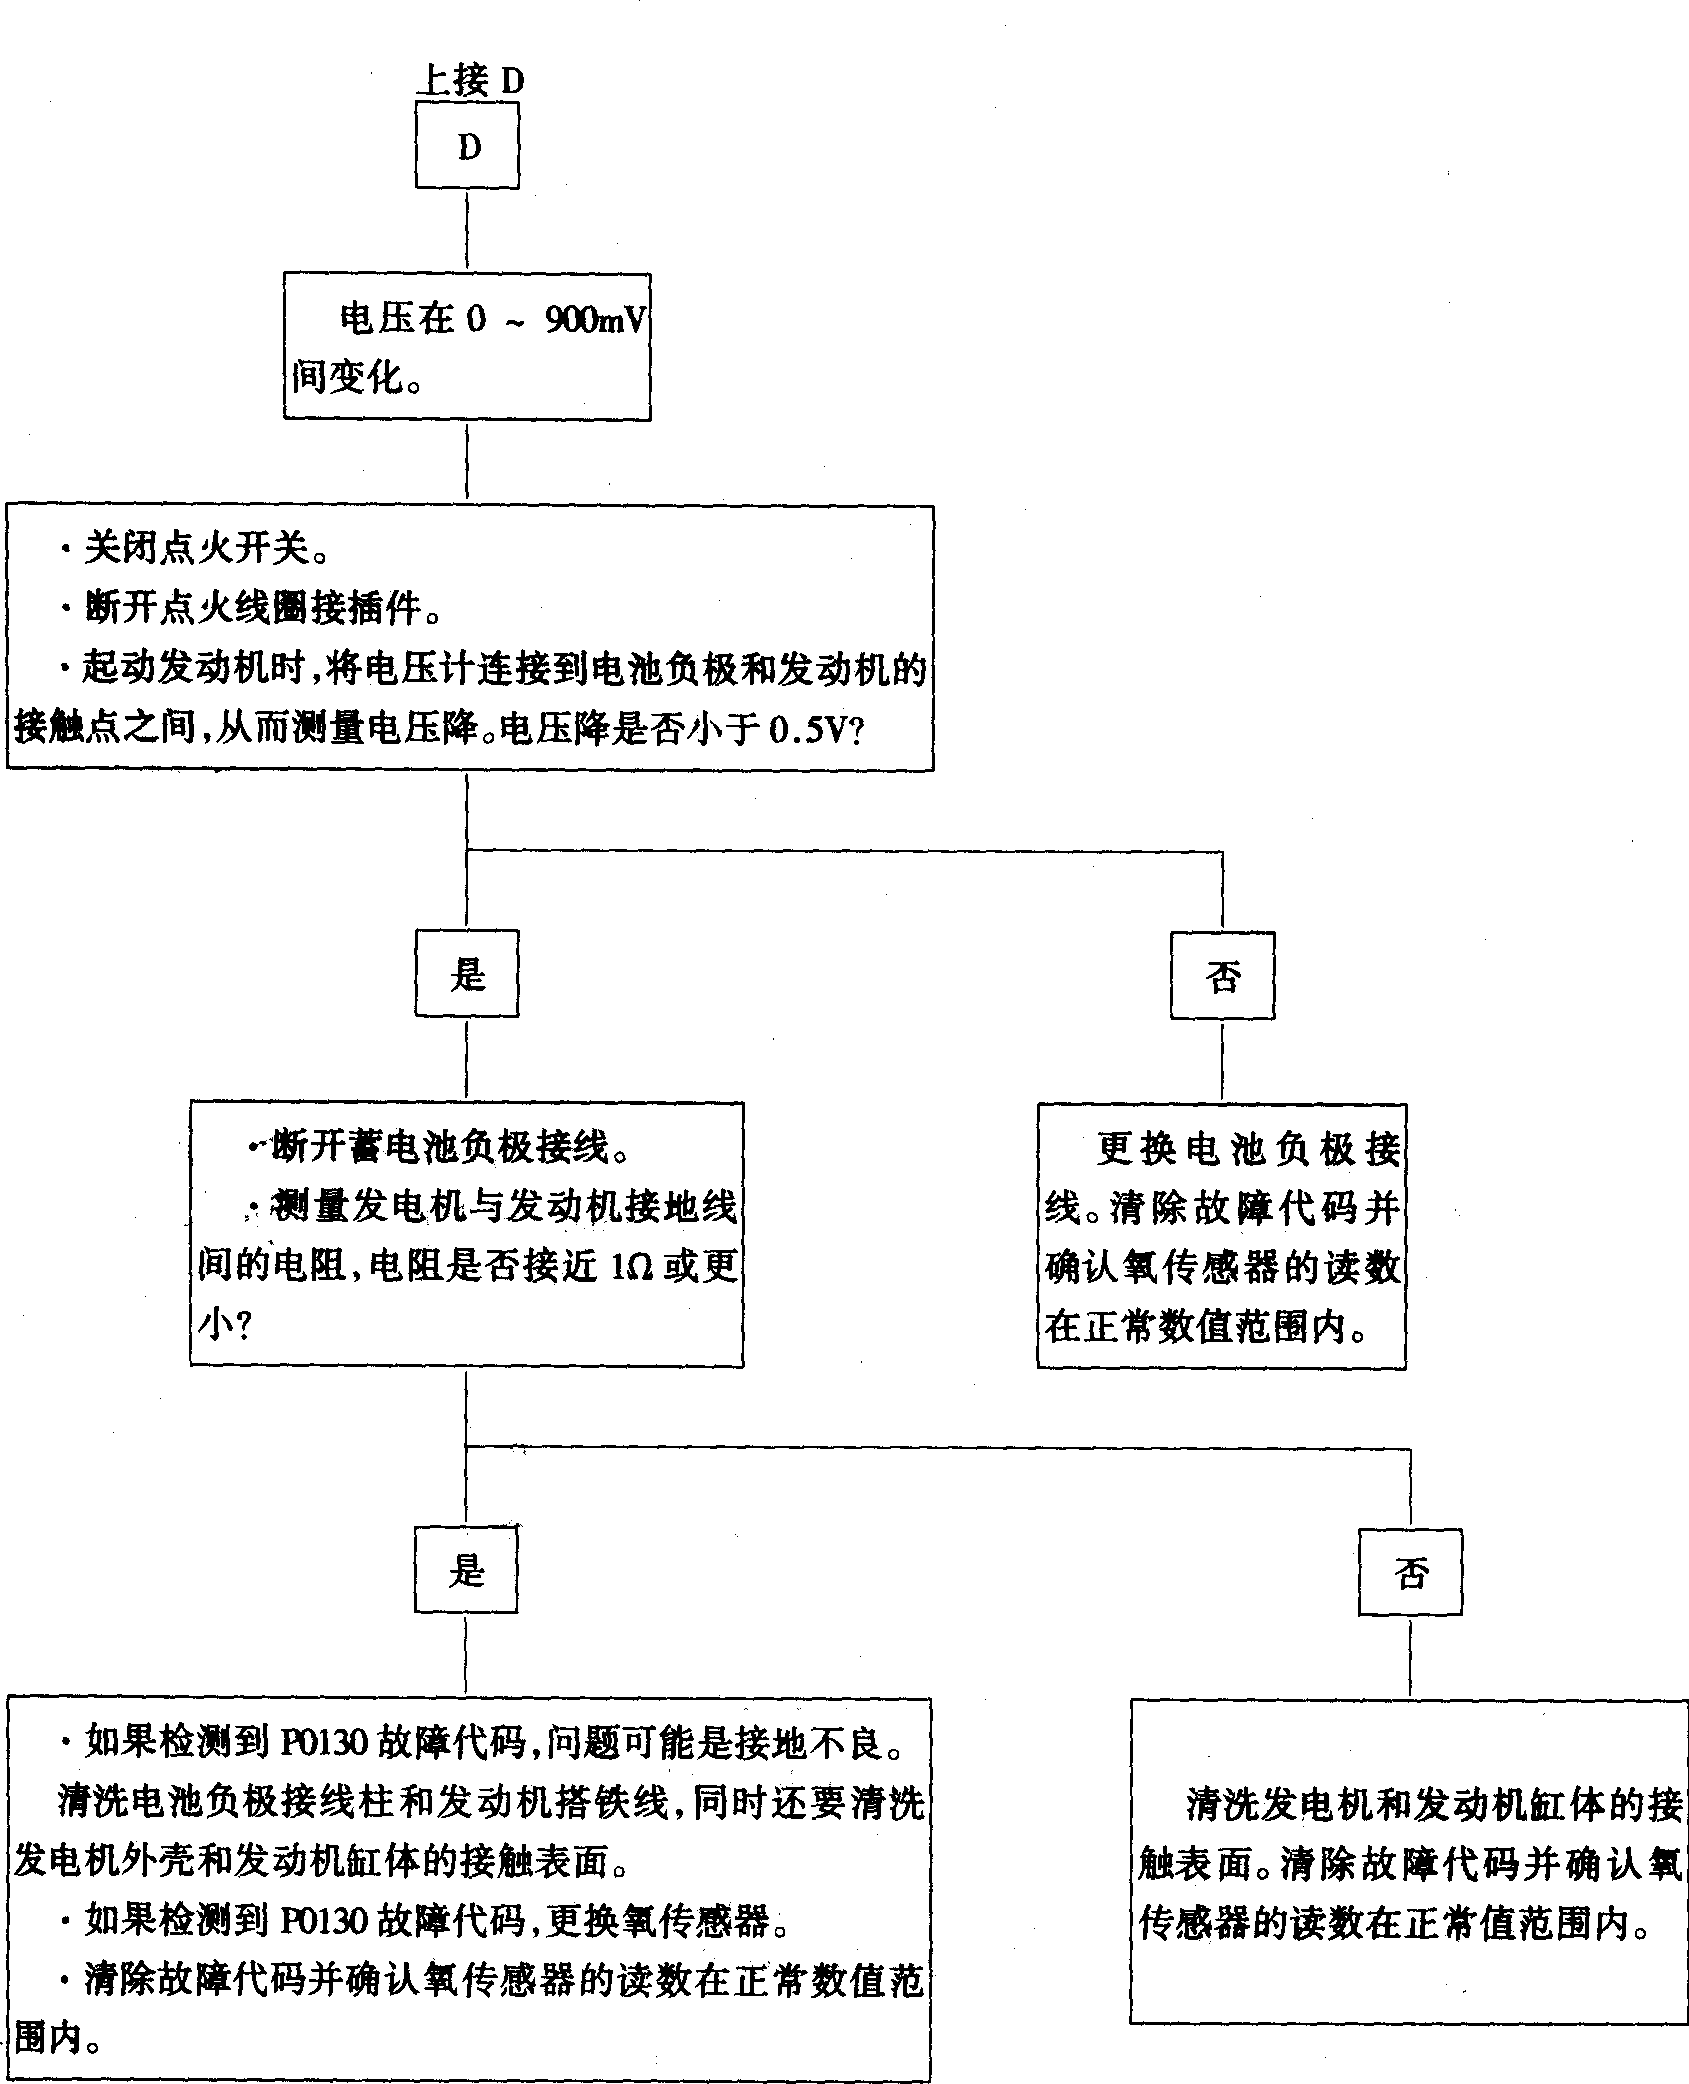 上接 D
D
电压在 0 ~ 900mV
间变化。
·关闭点火开关。
·断开点火线圈接插件。
·起动发动机时,将电压计连接到电池负极和发动机的
接触点之间,从而测量电压降。电压降是否小于 0.5V?
是
否
·断开蓄电池负极接线。
·测量发电机与发动机接地线
间的电阻,电阻是否接近 1Ω 或更
小?
更换电池负极接
线。清除故障代码并
确认氧传感器的读数
在正常数值范围内。
是
否
·如果检测到 P0130 故障代码,问题可能是接地不良。
清洗电池负极接线柱和发动机搭铁线,同时还要清洗
发电机外壳和发动机缸体的接触表面。
·如果检测到 P0130 故障代码,更换氧传感器。
·清除故障代码并确认氧传感器的读数在正常数值范
围内。
清洗发电机和发动机缸体的接
触表面。清除故障代码并确认氧
传感器的读数在正常值范围内。